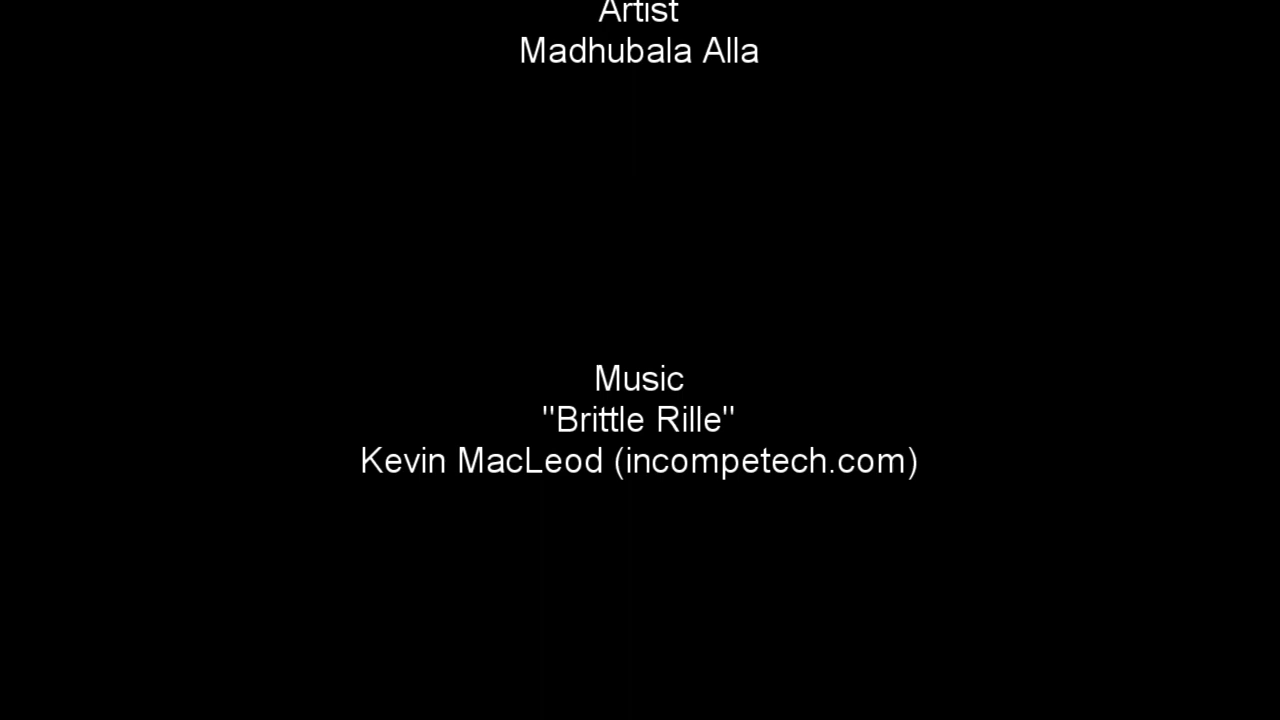 Artist
Madhubala Alla
Music
"Brittle Rille"
Kevin MacLeod (incompetech.com)